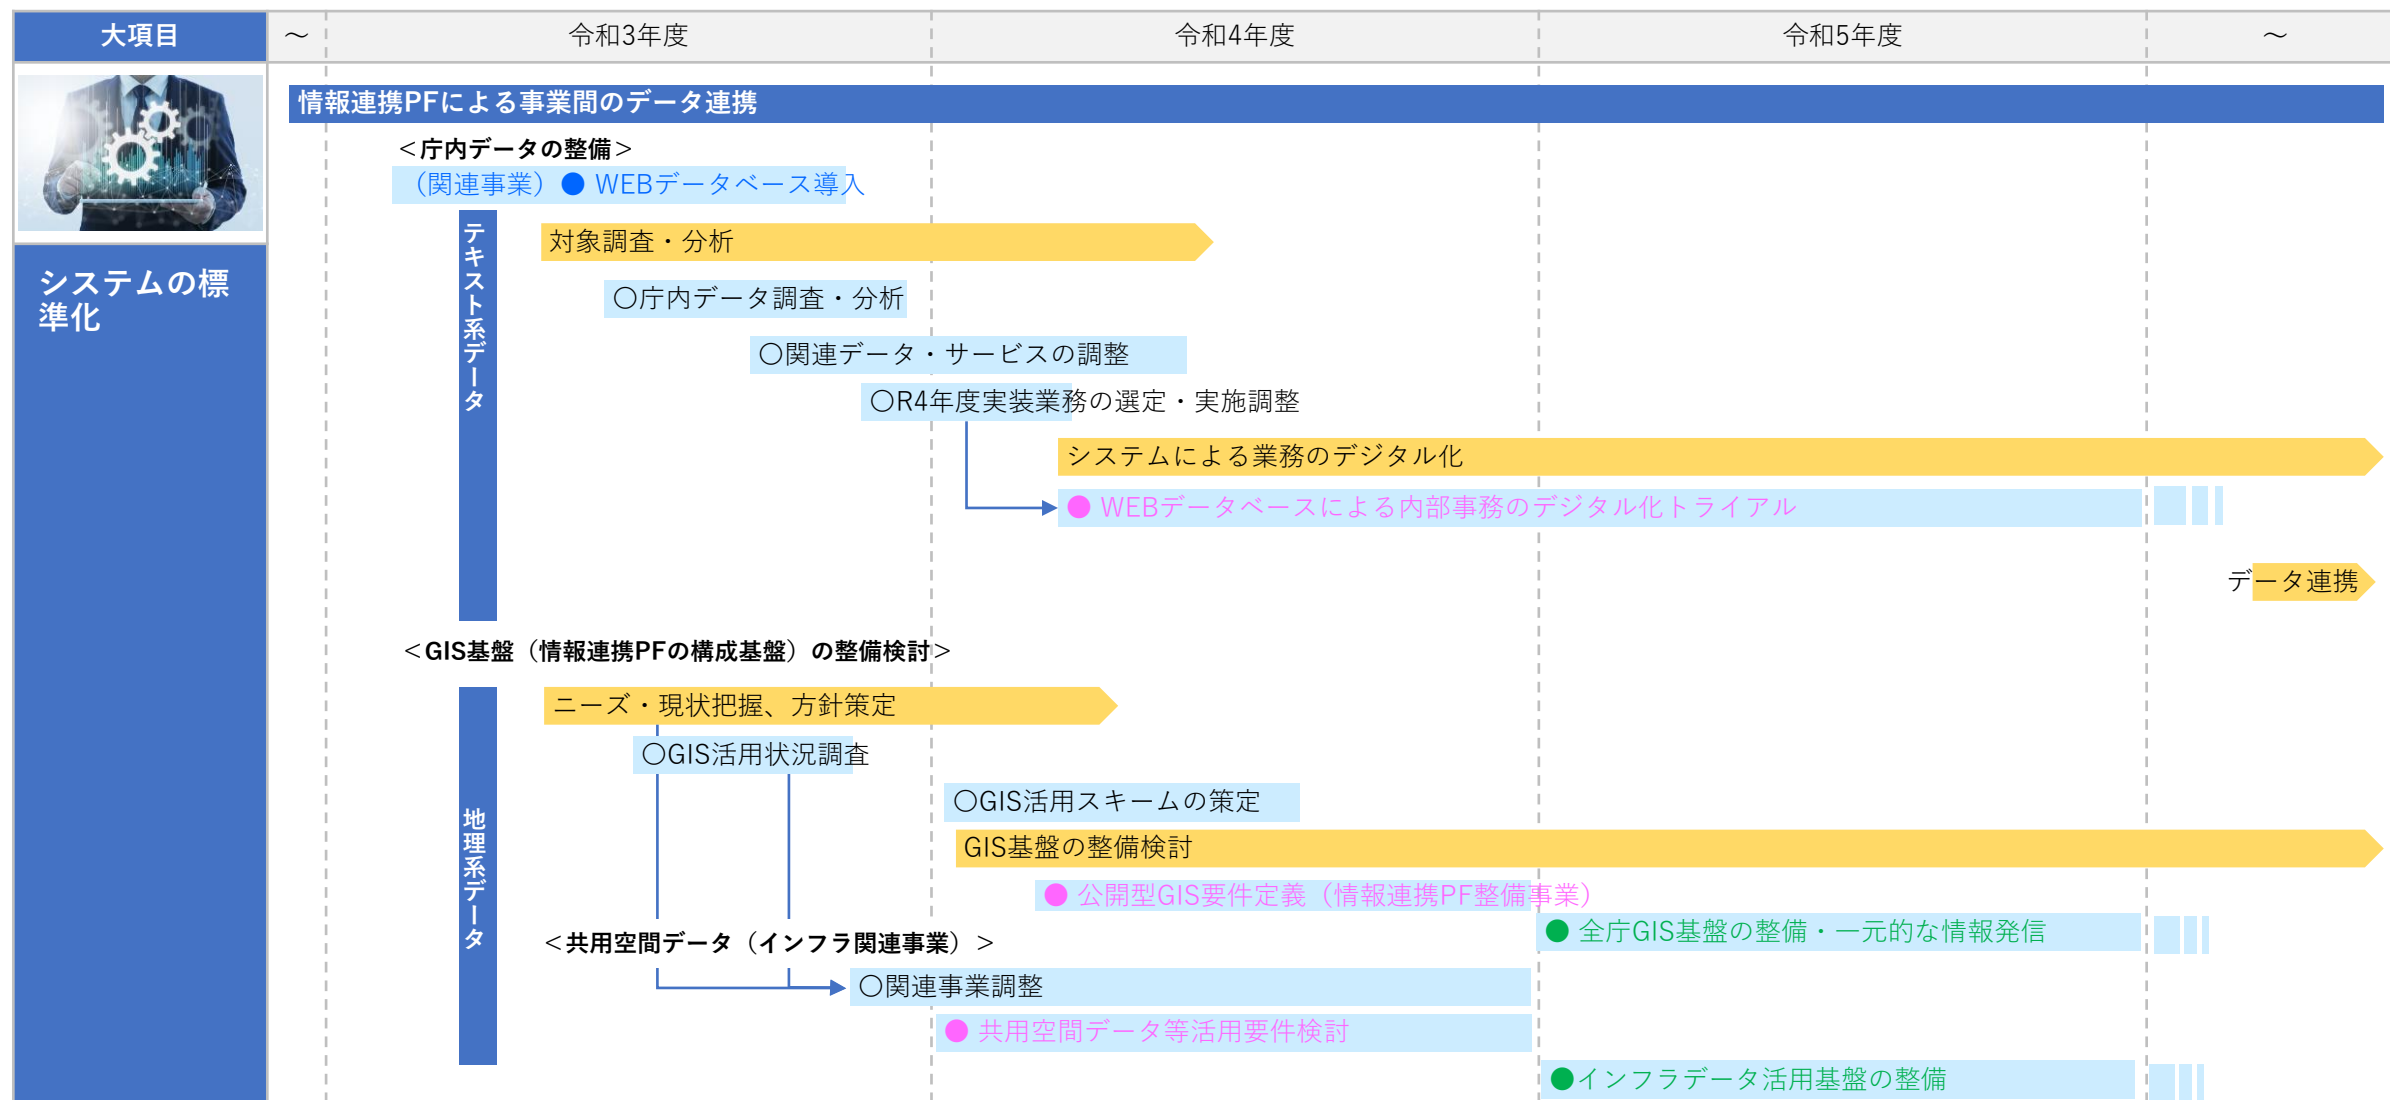 大項目
～
令和3年度
令和4年度
令和5年度
～
システムの標
準化
情報連携PFによる事業間のデータ連携
＜庁内データの整備＞
（関連事業）● WEBデータベース導入
テキスト系データ
対象調査・分析
〇庁内データ調査・分析
〇関連データ・サービスの調整
〇R4年度実装業務の選定・実施調整
システムによる業務のデジタル化
● WEBデータベースによる内部事務のデジタル化トライアル
データ連携
＜GIS基盤（情報連携PFの構成基盤）の整備検討＞
地理系データ
ニーズ・現状把握、方針策定
〇GIS活用状況調査
〇GIS活用スキームの策定
GIS基盤の整備検討
● 公開型GIS要件定義（情報連携PF整備事業）
● 全庁GIS基盤の整備・一元的な情報発信
＜共用空間データ（インフラ関連事業）＞
〇関連事業調整
● 共用空間データ等活用要件検討
●インフラデータ活用基盤の整備